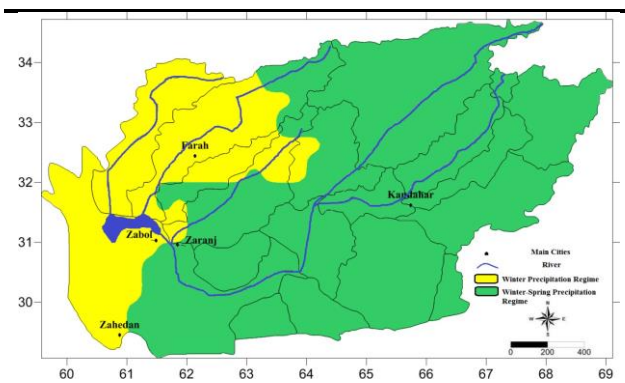 34
33
32
31
30
60 61 62 63 64 65 66 67 68 69
Farah
Kandahar
Zabol
Zaranj
Zahedan
Main Cities
River
Winter Precipitation Regime
Winter-Spring Precipitation
Regime
N
W E
S
0 200 400